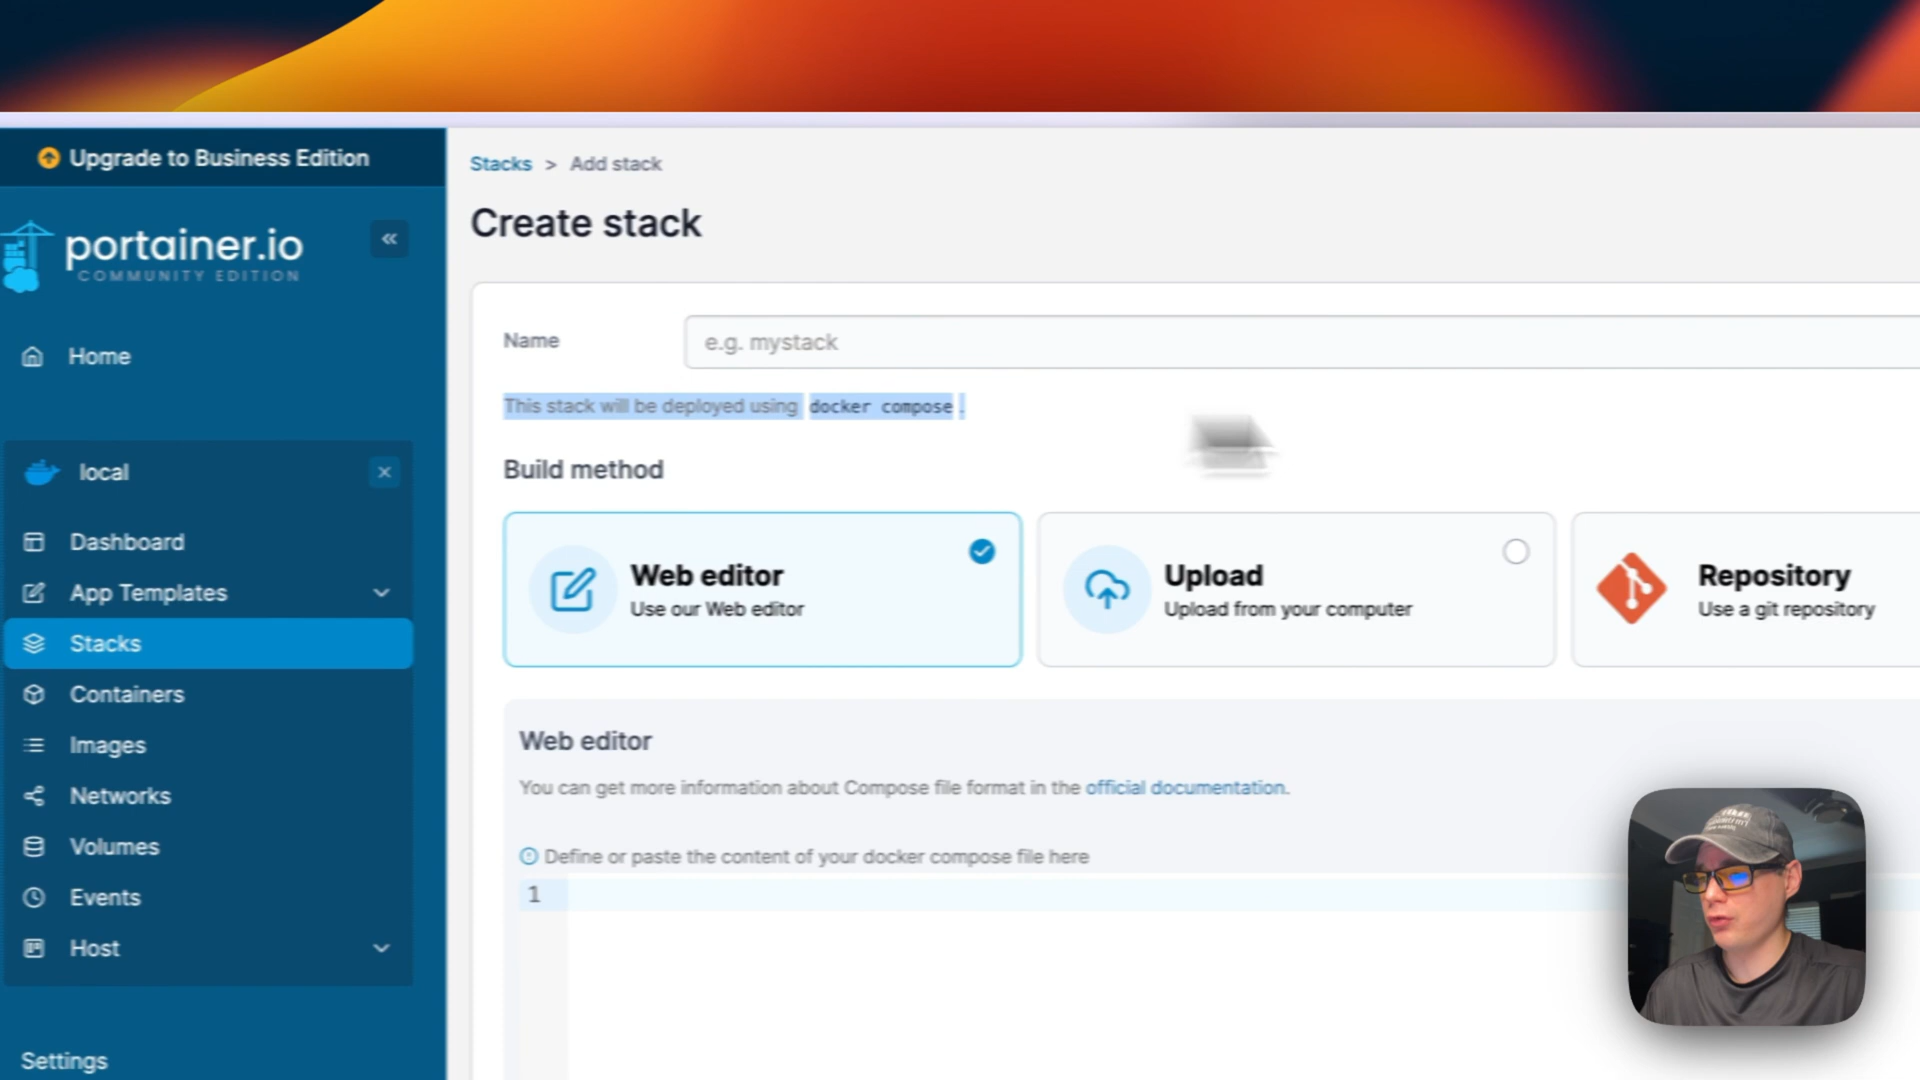 Upgrade to Business Edition
portainer.io
COMMUNITY EDITION
Home
local
Dashboard
App Templates
Stacks
Containers
Images
Networks
Volumes
Events
Host
Settings
Stacks > Add stack
Create stack
Name
e.g. mystack
This stack will be deployed using docker compose .
Build method
Web editor
Use our Web editor
Upload
Upload from your computer
Repository
Use a git repository
Web editor
You can get more information about Compose file format in the official documentation.
Define or paste the content of your docker compose file here
1